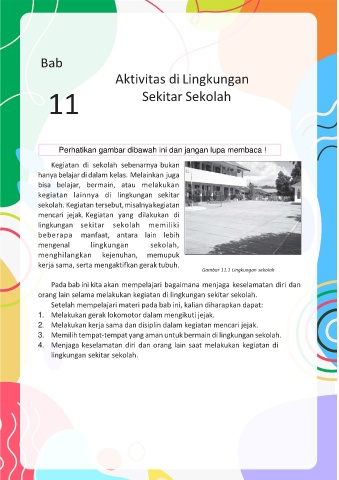 Bab
11
Aktivitas di Lingkungan
Sekitar Sekolah
Perhatikan gambar dibawah ini dan jangan lupa membaca !
Kegiatan di sekolah sebenarnya bukan
hanya belajar di dalam kelas. Melainkan juga
bisa belajar, bermain, atau melakukan
kegiatan lainnya di lingkungan sekitar
sekolah. Kegiatan tersebut, misalnya kegiatan
mencari jejak. Kegiatan yang dilakukan di
lingkungan sekitar sekolah memiliki
beberapa manfaat, antara lain lebih
mengenal lingkungan sekolah,
menghilangkan kejenuhan, memupuk
kerja sama, serta mengaktifkan gerak tubuh.
Gambar 11.1 Lingkungan sekolah
Pada bab ini kita akan mempelajari bagaimana menjaga keselamatan diri dan
orang lain selama melakukan kegiatan di lingkungan sekitar sekolah.
Setelah mempelajari materi pada bab ini, kalian diharapkan dapat:
1. Melakukan gerak lokomotor dalam mengikuti jejak.
2. Melakukan kerja sama dan disiplin dalam kegiatan mencari jejak.
3. Memilih tempat-tempat yang aman untuk bermain di lingkungan sekolah.
4. Menjaga keselamatan diri dan orang lain saat melakukan kegiatan di
lingkungan sekitar sekolah.